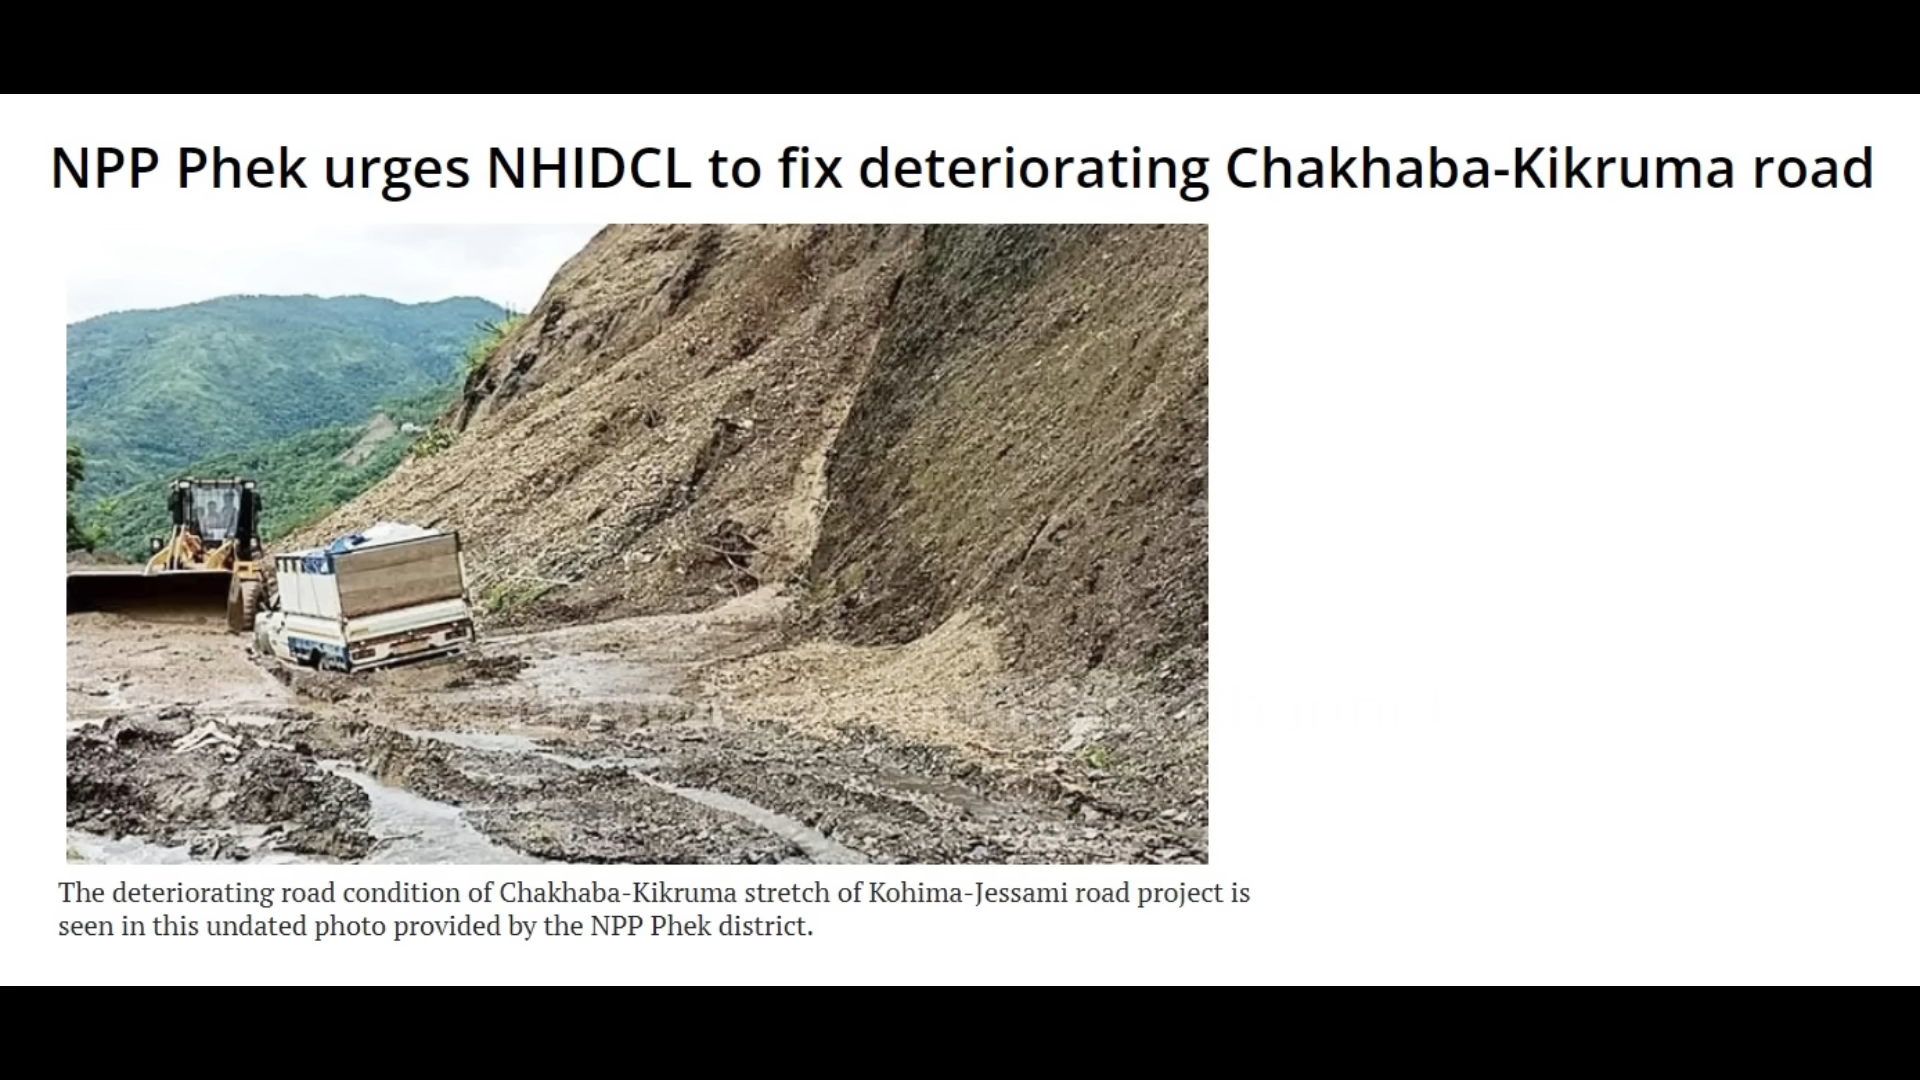 NPP Phek urges NHIDCL to fix deteriorating Chakhaba-Kikruma road
The deteriorating road condition of Chakhaba-Kikruma stretch of Kohima-Jessami road project is
seen in this undated photo provided by the NPP Phek district.